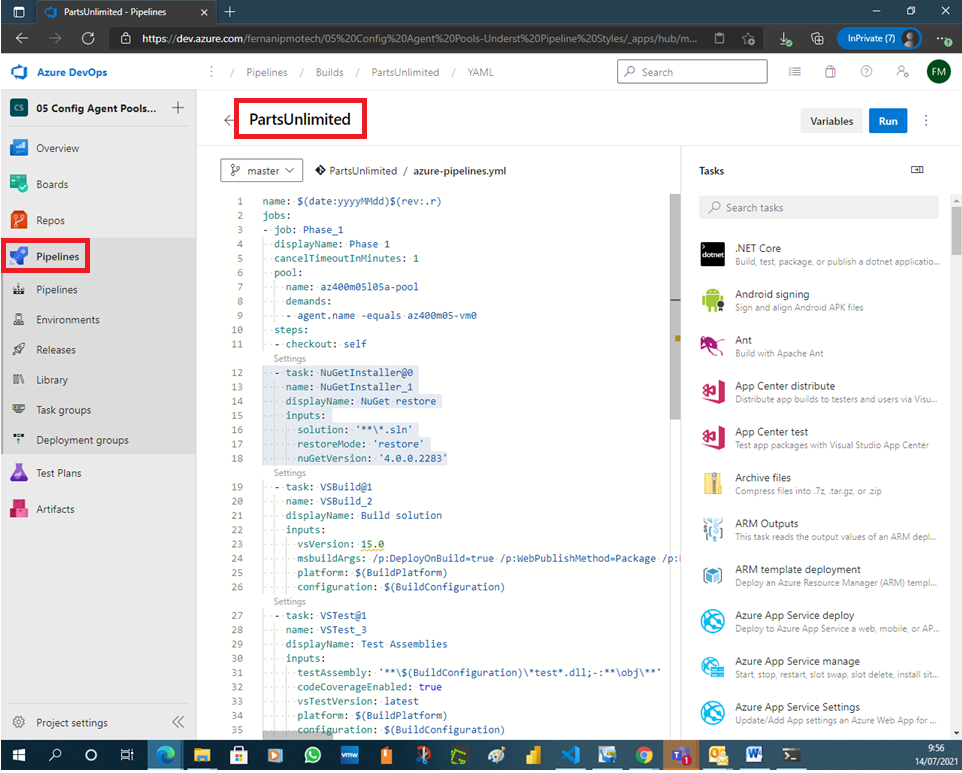 PartsUnlimited - Pipelines
https://dev.azure.com/fernanipmotech/05%20Config%20Agent%20Pools-Underst%20Pipeline%20Styles/_apps/hub/m...
InPrivate (7)
Azure DevOps
/ Pipelines / Builds / PartsUnlimited / YAML
Search
FM
CS 05 Config Agent Pools...
Overview
Boards
Repos
Pipelines
Pipelines
Environments
Releases
Library
Task groups
Deployment groups
Test Plans
Artifacts
Project settings
PartsUnlimited
Variables
Run
master
PartsUnlimited / azure-pipelines.yml
1 name: $(date:yyyyMMdd)$(rev:.r)
2 jobs:
3 - job: Phase_1
4 displayName: Phase 1
5 cancelTimeoutInMinutes: 1
6 pool:
7 name: az400m05l05a-pool
8 demands:
9 - agent.name -equals az400m05-vm0
10 steps:
11 - checkout: self
Settings
12 - task: NuGetInstaller@0
13 name: NuGetInstaller_1
14 displayName: NuGet restore
15 inputs:
16 solution: '**\*.sln'
17 restoreMode: 'restore'
18 nuGetVersion: '4.0.0.2283'
Settings
19 - task: VSBuild@1
20 name: VSBuild_2
21 displayName: Build solution
22 inputs:
23 vsVersion: 15.0
24 msbuildArgs: /p:DeployOnBuild=true /p:WebPublishMethod=Package /p:
25 platform: $(BuildPlatform)
26 configuration: $(BuildConfiguration)
Settings
27 - task: VSTest@1
28 name: VSTest_3
29 displayName: Test Assemblies
30 inputs:
31 testAssembly: '**\$(BuildConfiguration)\*test*.dll;-:**\obj\**'
32 codeCoverageEnabled: true
33 vsTestVersion: latest
34 platform: $(BuildPlatform)
35 configuration: $(BuildConfiguration)
Tasks
Search tasks
dotnet
.NET Core
Build, test, package, or publish a dotnet applicatio...
Android signing
Sign and align Android APK files
Ant
Build with Apache Ant
App Center distribute
Distribute app builds to testers and users via Visu...
App Center test
Test app packages with Visual Studio App Center
Archive files
Compress files into .7z, .tar.gz, or .zip
ARM Outputs
This task reads the output values of an ARM depl...
ARM template deployment
Deploy an Azure Resource Manager (ARM) templ...
Azure App Service deploy
Deploy to Azure App Service a web, mobile, or AP...
Azure App Service manage
Start, stop, restart, slot swap, slot delete, install sit...
Azure App Service Settings
Update/Add App settings an Azure Web App for ...
vmw
9:56
14/07/2021